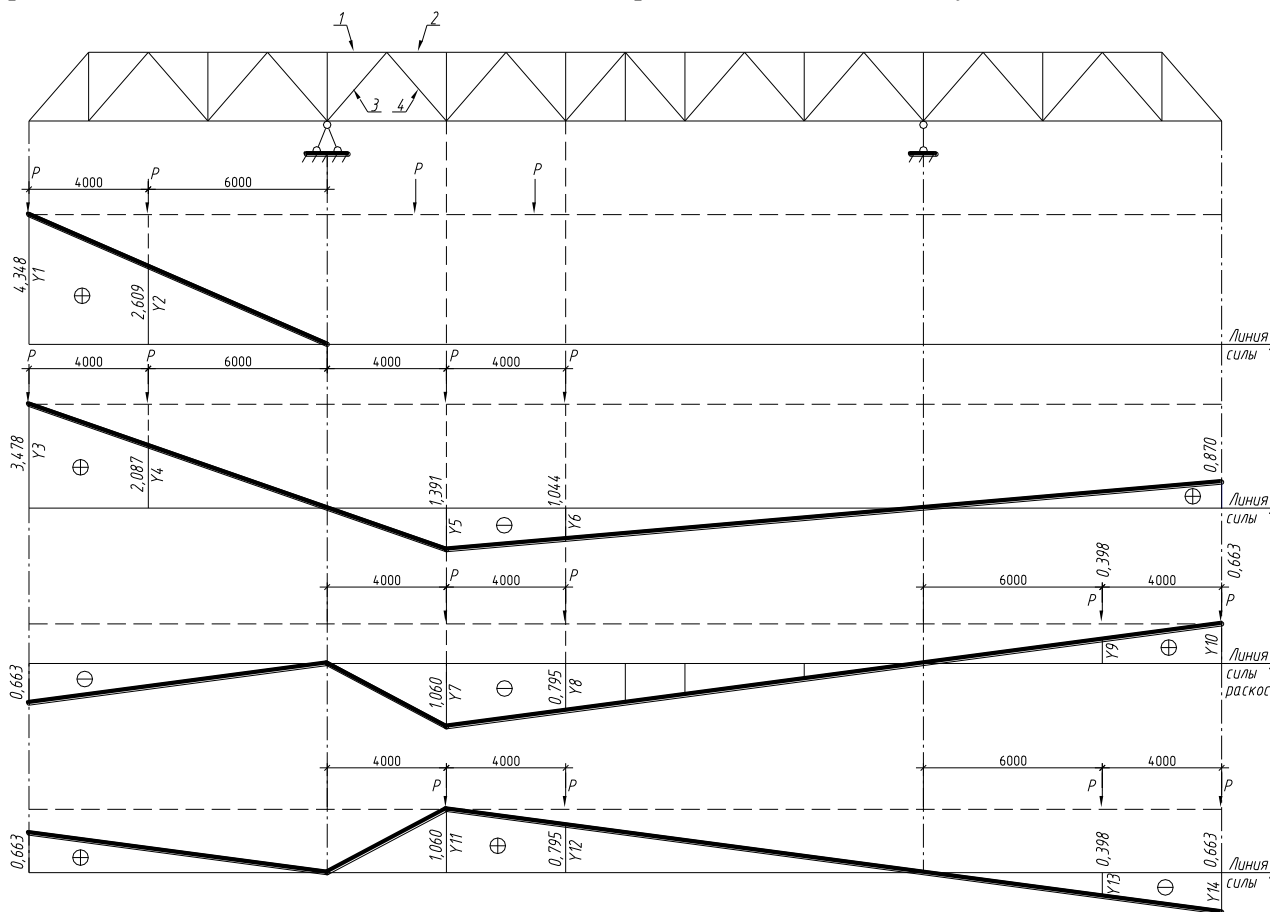 1
2
3
4
P
4000
P
6000
P
P
4,348
Y1
2,609
Y2
Линия
силы
P
4000
P
6000
4000
P
4000
P
3,478
Y3
2,087
Y4
1,391
Y5
1,044
Y6
0,870
Линия
силы
4000
P
4000
P
6000
0,398
P
4000
0,663
P
0,663
1,060
Y7
0,795
Y8
Y9
Y10
Линия
силы
раскос
4000
P
4000
P
6000
P
4000
P
0,663
1,060
Y11
0,795
Y12
0,398
Y13
0,663
Y14
Линия
силы